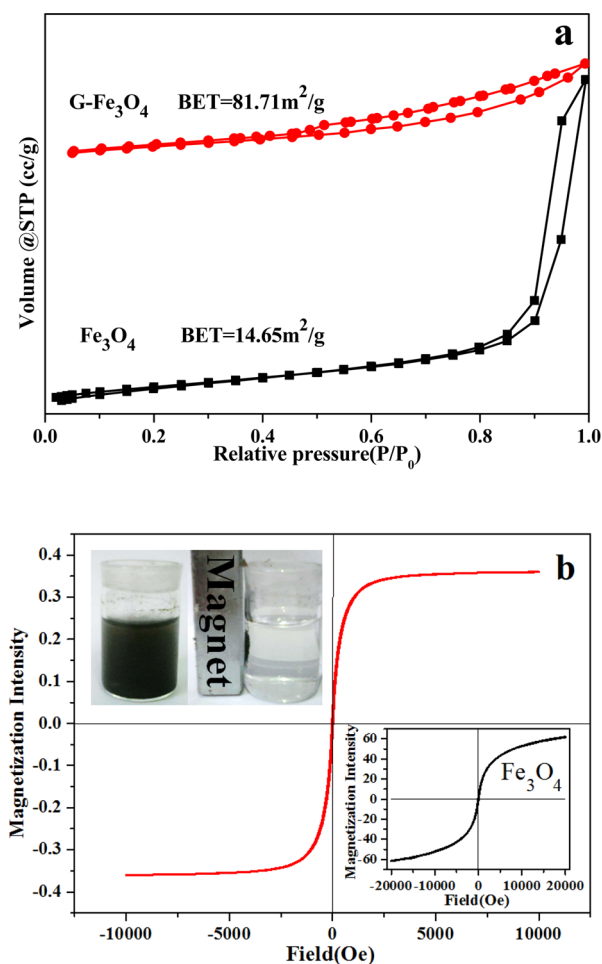 a
G-Fe₃O₄ BET=81.71m²/g
Fe₃O₄ BET=14.65m²/g
Volume @STP (cc/g)
0.0 0.2 0.4 0.6 0.8 1.0
Relative pressure(P/P₀)
b
Magnetization Intensity
0.4
0.3
0.2
0.1
0.0
-0.1
-0.2
-0.3
-0.4
Magnet
Magnetization Intensity
60
40
20
0
-20
-40
-60
Fe₃O₄
-20000 -10000 0 10000 20000
Field(Oe)
-10000 -5000 0 5000 10000
Field(Oe)